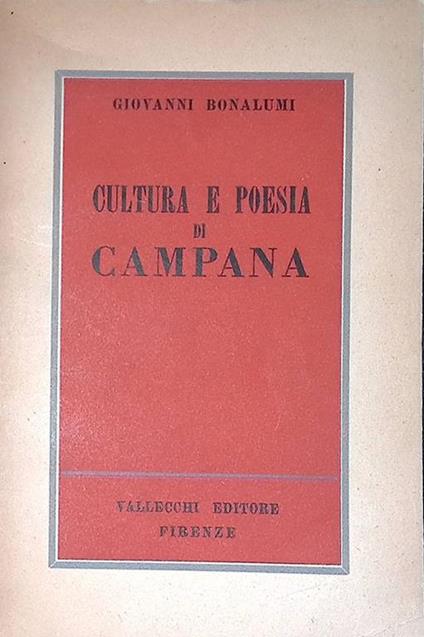 GIOVANNI BONALUMI
CULTURA E POESIA
DI
CAMPANA
VALLECCHI EDITORE
FIRENZE